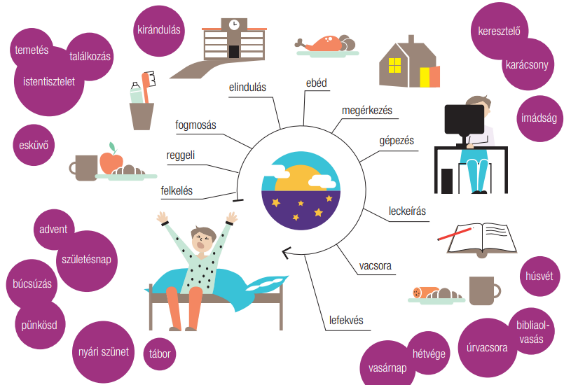 kirándulás
temetés
találkozás
istentisztelet
keresztelő
karácsony
imádság
esküvő
elindulás
ebéd
megérkezés
fogmosás
gépezés
reggeli
felkelés
leckeírás
vacsora
lefekvés
advent
születésnap
búcsúzás
pünkösd
nyári szünet
tábor
húsvét
bibliaol-
vasás
úrvacsora
hétvége
vasárnap